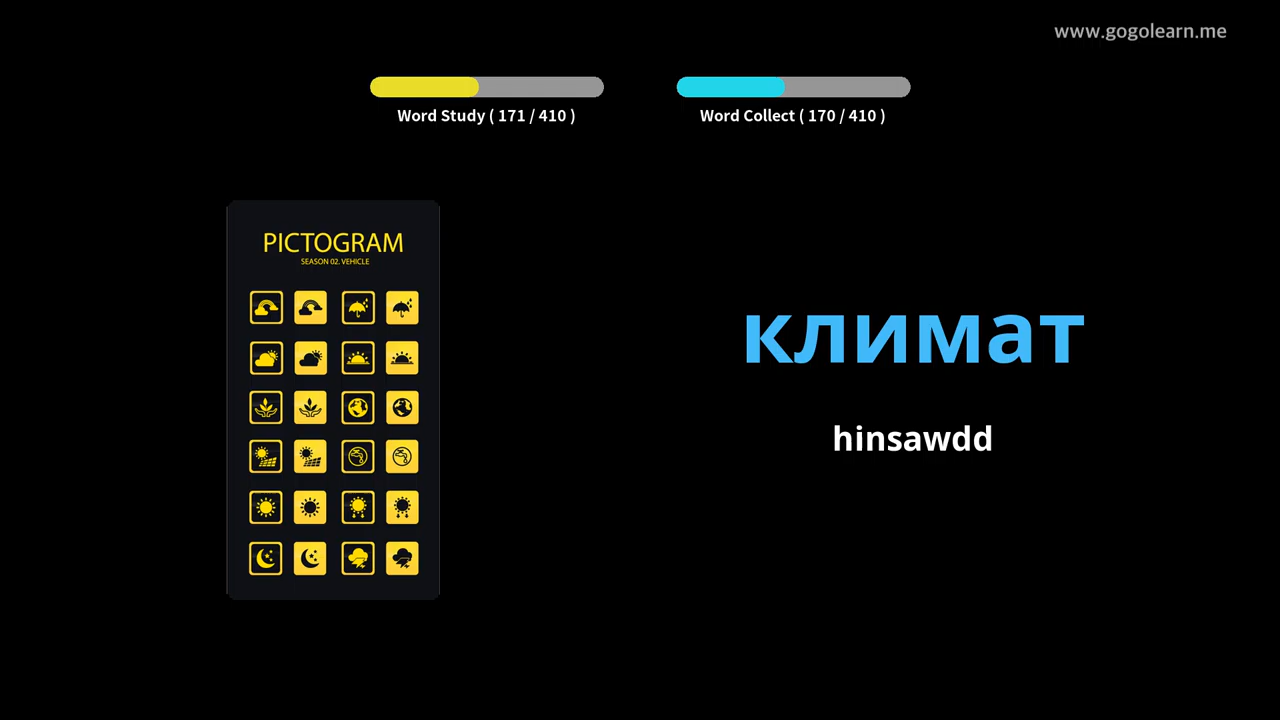 www.gogolearn.me
Word Study ( 171 / 410 )
Word Collect ( 170 / 410 )
PICTOGRAM
SEASON 02. VEHICLE
климат
hinsawdd